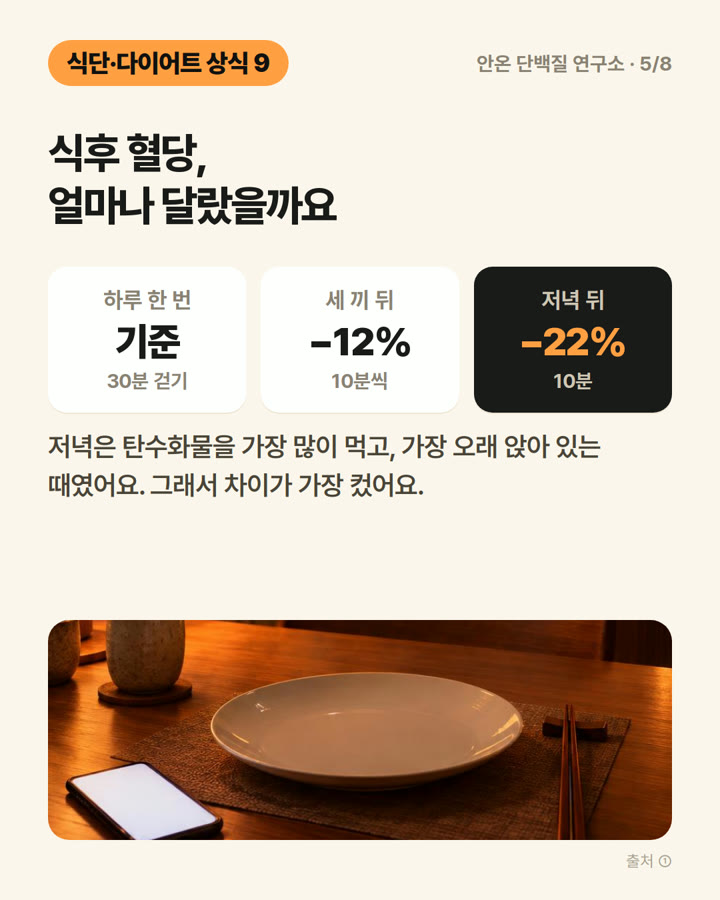 식단·다이어트 상식 9
안온 단백질 연구소 · 5/8
식후 혈당,
얼마나 달랐을까요
하루 한 번
기준
30분 걷기
세 끼 뒤
–12%
10분씩
저녁 뒤
–22%
10분
저녁은 탄수화물을 가장 많이 먹고, 가장 오래 앉아 있는
때였어요. 그래서 차이가 가장 컸어요.
출처 ①